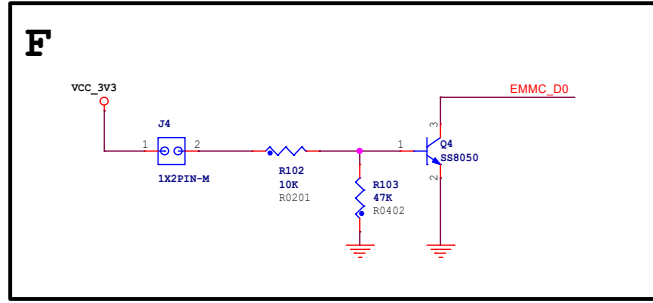 F
VCC_3V3
EMMC_D0
J4
1
2
1X2PIN-M
R102
10K
R0201
R103
47K
R0402
1
3
2
Q4
SS8050